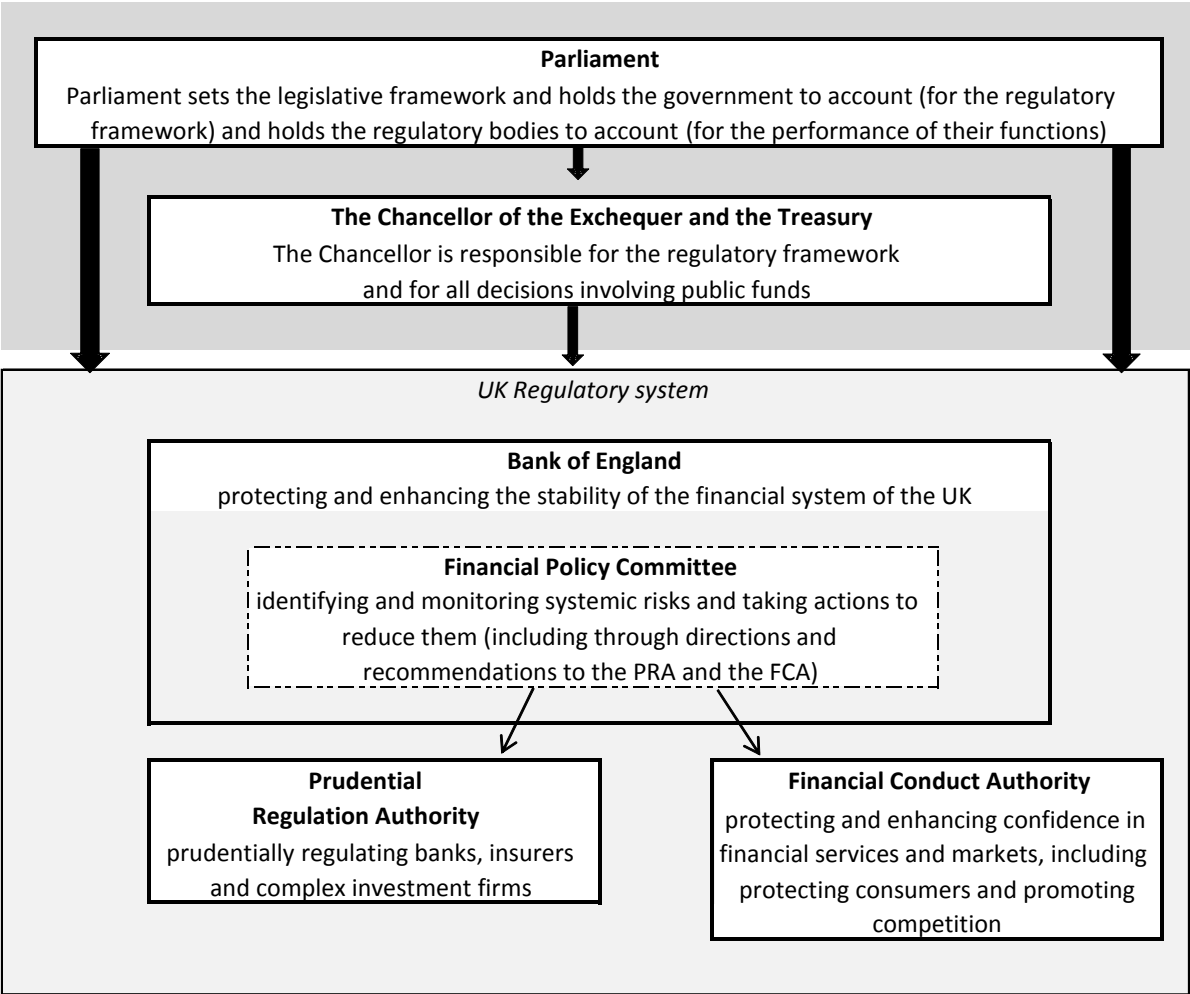 Parliament
Parliament sets the legislative framework and holds the government to account (for the regulatory
framework) and holds the regulatory bodies to account (for the performance of their functions)
The Chancellor of the Exchequer and the Treasury
The Chancellor is responsible for the regulatory framework
and for all decisions involving public funds
UK Regulatory system
Bank of England
protecting and enhancing the stability of the financial system of the UK
Financial Policy Committee
identifying and monitoring systemic risks and taking actions to
reduce them (including through directions and
recommendations to the PRA and the FCA)
Prudential
Regulation Authority
prudentially regulating banks, insurers
and complex investment firms
Financial Conduct Authority
protecting and enhancing confidence in
financial services and markets, including
protecting consumers and promoting
competition